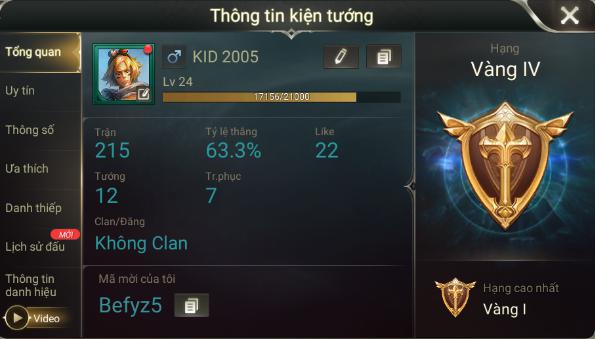 Thông tin kiện tướng
Tổng quan
Uy tín
Thông số
Ưa thích
Danh thiếp
MỚI
Lịch sử đấu
Thông tin
danh hiệu
Video
KID 2005
Lv 24
17156/21000
Trận
Tỷ lệ thắng
Like
215
63.3%
22
Tướng
Tr.phục
12
7
Clan/Đăng
Không Clan
Mã mời của tôi
Befyz5
Hạng
Vàng IV
Hạng cao nhất
Vàng I